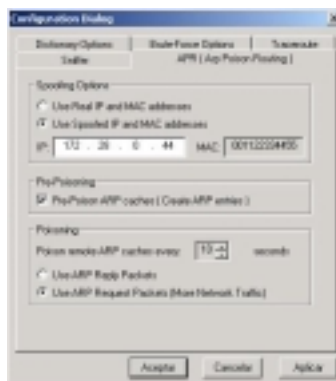 Configuration Dialog
Dictionary Options Brute-Force Options Traceroute
Sniffer APR ( Arp Poison Routing )
Spoofing Options
Use Real IP and MAC addresses
Use Spoofed IP and MAC addresses
IP: 172 . 26 . 0 . 44 MAC: 001122334455
Pre-Poisoning
Pre-Poison ARP caches ( Create ARP entries )
Poisoning
Poison remote ARP caches every 10 seconds
Use ARP Reply Packets
Use ARP Request Packets (More Network Traffic)
Aceptar Cancelar Aplicar